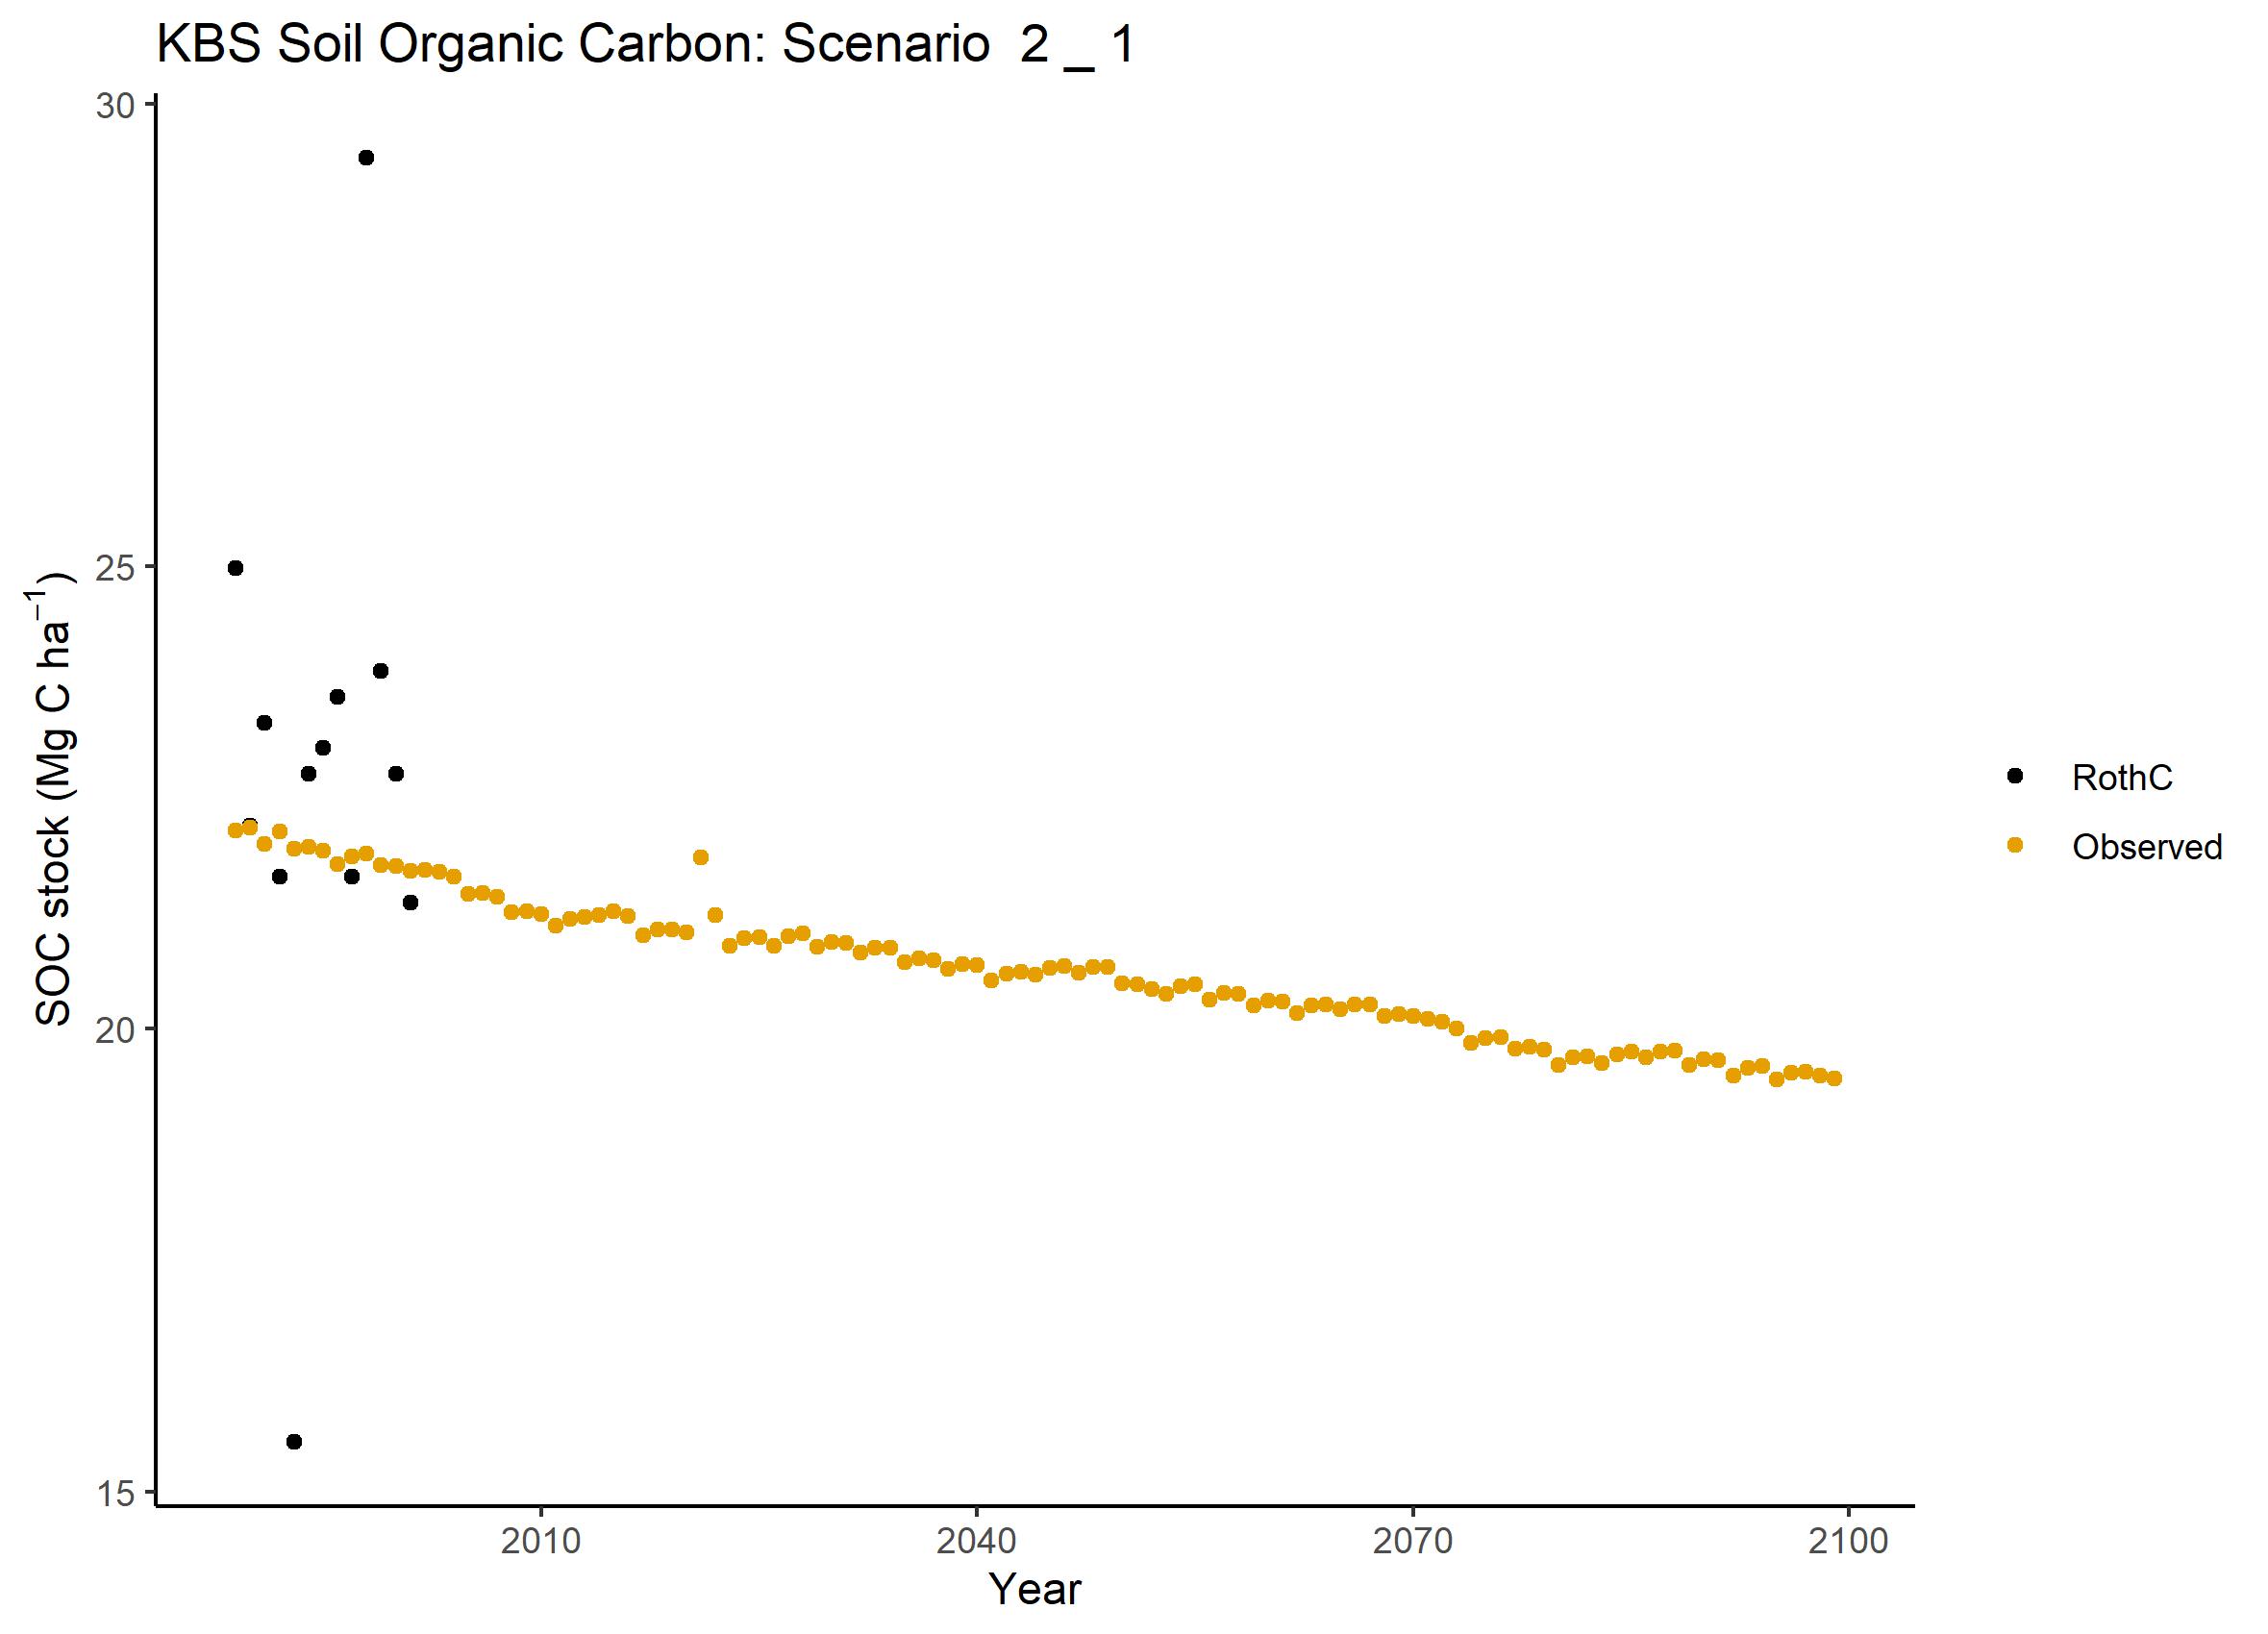 KBS Soil Organic Carbon: Scenario  2 _ 1
30
25
20
15
SOC stock (Mg C ha⁻¹)
2010 2040 2070 2100
Year
RothC
Observed